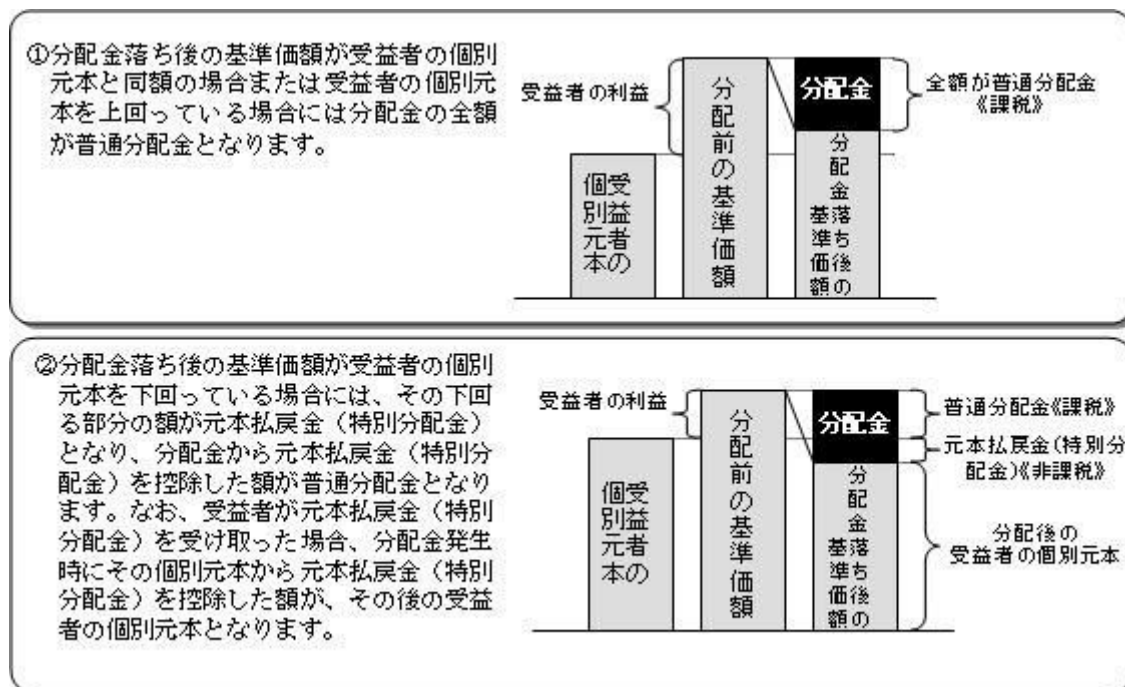 ①分配金落ち後の基準価額が受益者の個別
元本と同額の場合または受益者の個別元
本を上回っている場合には分配金の全額
が普通分配金となります。
受益者の利益
受益者の
個別元本
分配前の基準価額
分配金
分配金落ち後の
基準価額
全額が普通分配金
《課税》
②分配金落ち後の基準価額が受益者の個別
元本を下回っている場合には、その下回
る部分の額が元本払戻金（特別分配金）
となり、分配金から元本払戻金（特別分
配金）を控除した額が普通分配金となり
ます。なお、受益者が元本払戻金（特別
分配金）を受け取った場合、分配金発生
時にその個別元本から元本払戻金（特別
分配金）を控除した額が、その後の受益
者の個別元本となります。
受益者の利益
受益者の
個別元本
分配前の基準価額
分配金
分配金落ち後の
基準価額
普通分配金《課税》
元本払戻金(特別分
配金)《非課税》
分配後の
受益者の個別元本